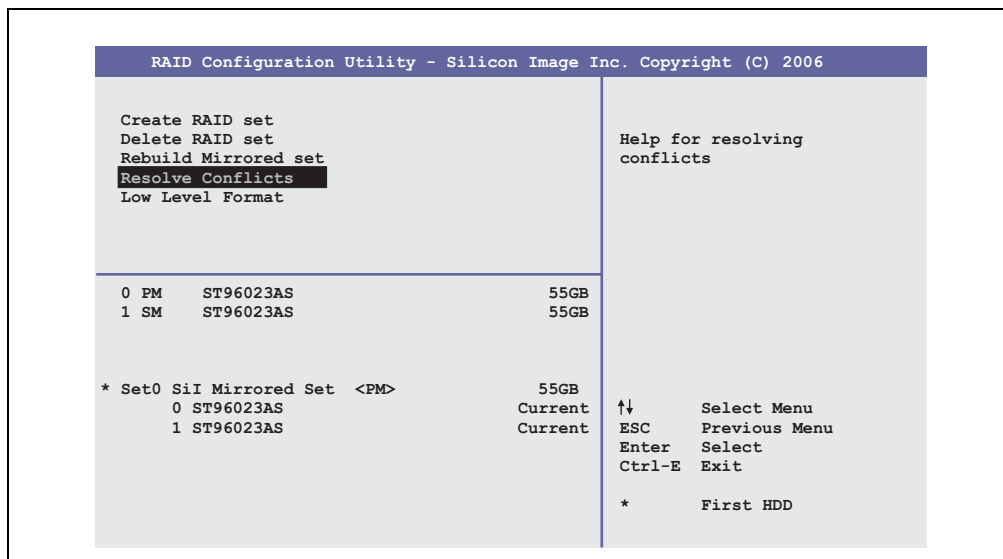 RAID Configuration Utility - Silicon Image Inc. Copyright (C) 2006
Create RAID set
Delete RAID set
Rebuild Mirrored set
Resolve Conflicts
Low Level Format
Help for resolving
conflicts
0 PM ST96023AS 55GB
1 SM ST96023AS 55GB
* Set0 SiI Mirrored Set <PM> 55GB
0 ST96023AS Current
1 ST96023AS Current
↑↓ Select Menu
ESC Previous Menu
Enter Select
Ctrl-E Exit
* First HDD